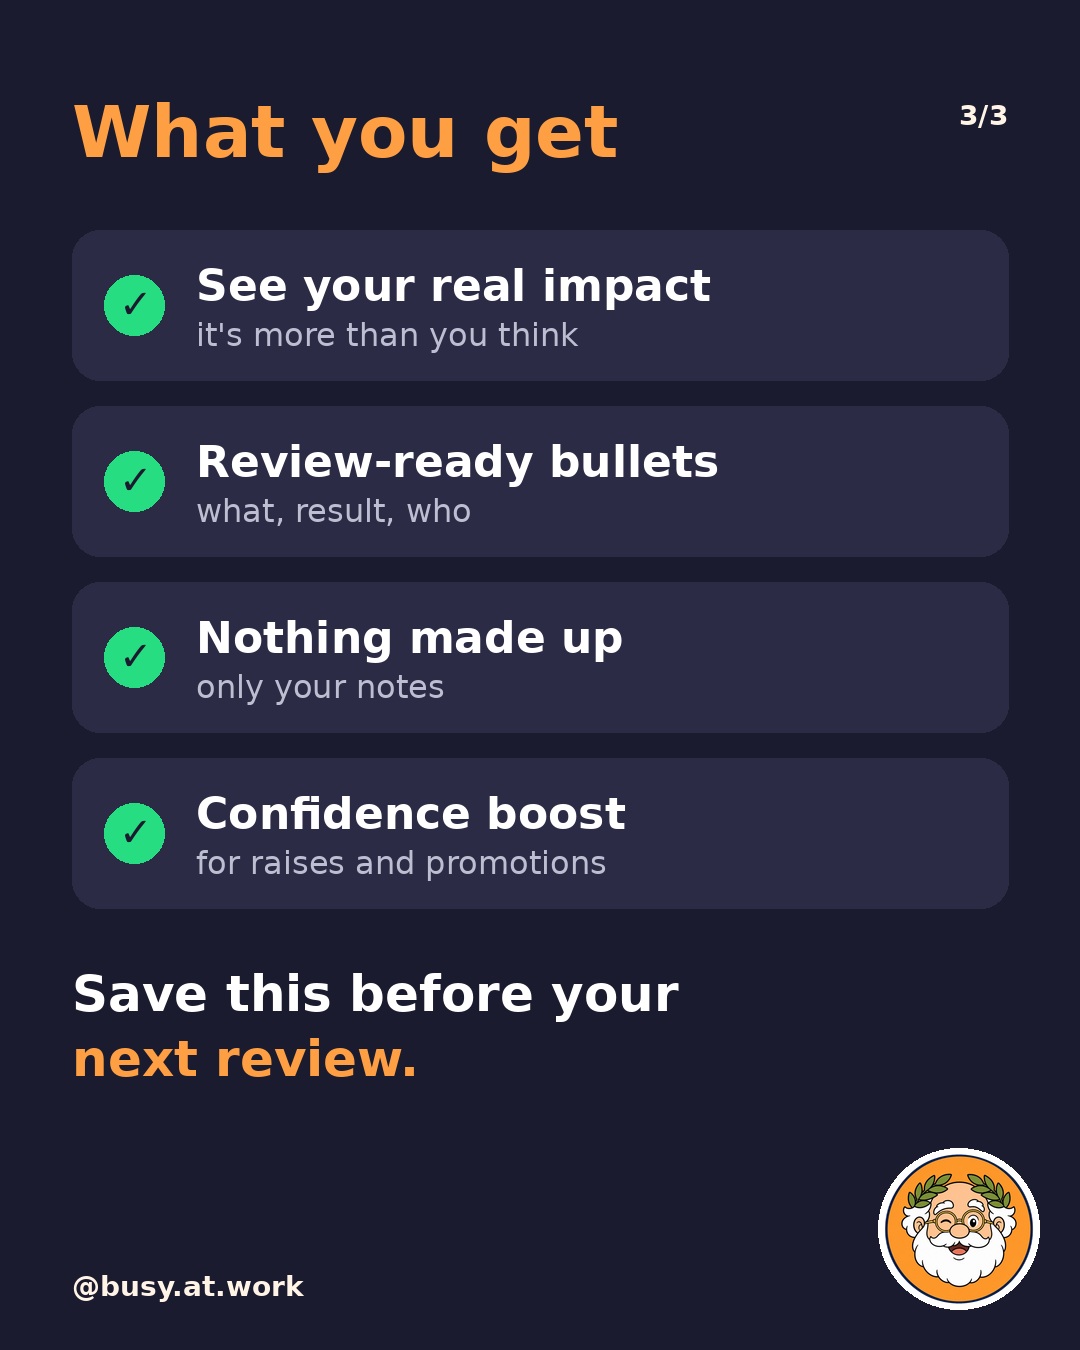 What you get
3/3
✓ See your real impact
it's more than you think
✓ Review-ready bullets
what, result, who
✓ Nothing made up
only your notes
✓ Confidence boost
for raises and promotions
Save this before your
next review.
@busy.at.work